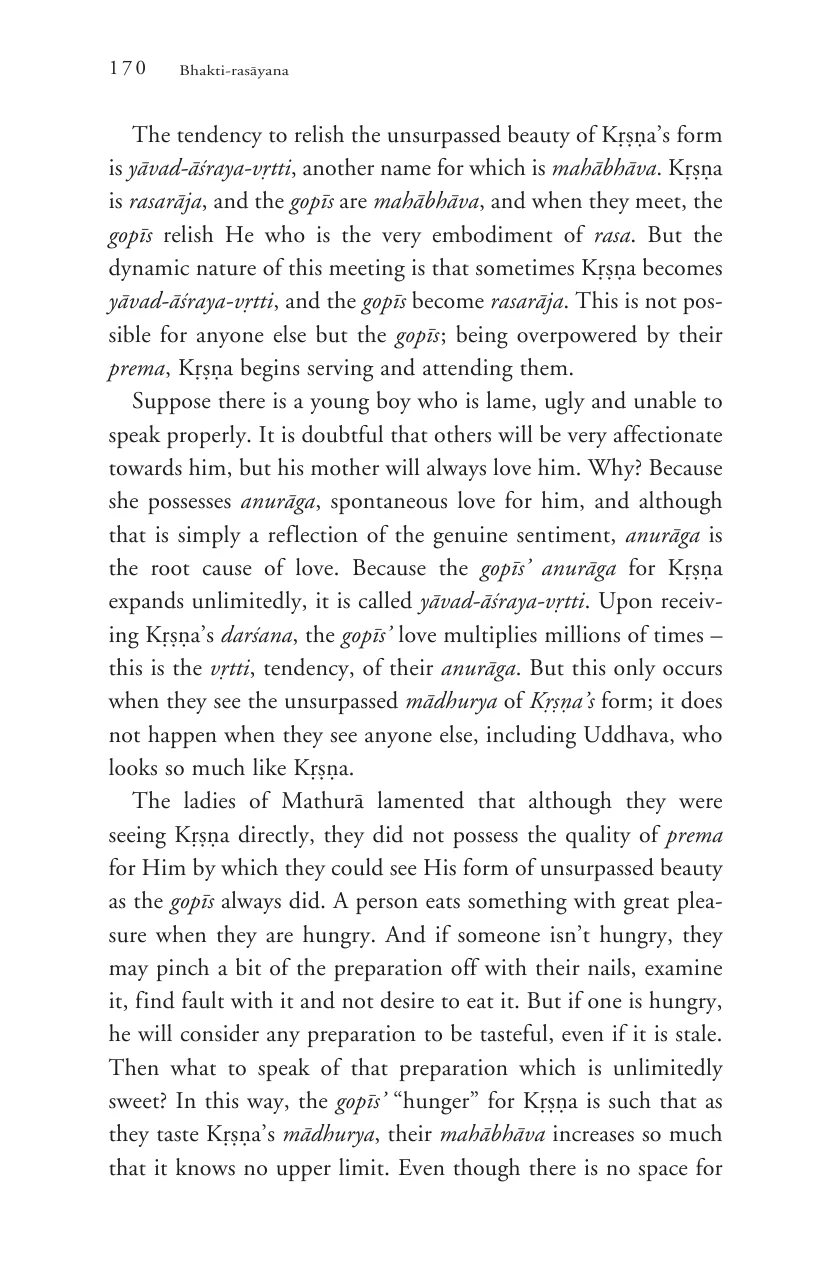 170 Bhakti-rasāyana
The tendency to relish the unsurpassed beauty of Kṛṣṇa’s form
is yāvad-āśraya-vṛtti, another name for which is mahābhāva. Kṛṣṇa
is rasarāja, and the gopīs are mahābhāva, and when they meet, the
gopīs relish He who is the very embodiment of rasa. But the
dynamic nature of this meeting is that sometimes Kṛṣṇa becomes
yāvad-āśraya-vṛtti, and the gopīs become rasarāja. This is not pos-
sible for anyone else but the gopīs; being overpowered by their
prema, Kṛṣṇa begins serving and attending them.
Suppose there is a young boy who is lame, ugly and unable to
speak properly. It is doubtful that others will be very affectionate
towards him, but his mother will always love him. Why? Because
she possesses anurāga, spontaneous love for him, and although
that is simply a reflection of the genuine sentiment, anurāga is
the root cause of love. Because the gopīs’ anurāga for Kṛṣṇa
expands unlimitedly, it is called yāvad-āśraya-vṛtti. Upon receiv-
ing Kṛṣṇa’s darśana, the gopīs’ love multiplies millions of times –
this is the vṛtti, tendency, of their anurāga. But this only occurs
when they see the unsurpassed mādhurya of Kṛṣṇa’s form; it does
not happen when they see anyone else, including Uddhava, who
looks so much like Kṛṣṇa.
The ladies of Mathurā lamented that although they were
seeing Kṛṣṇa directly, they did not possess the quality of prema
for Him by which they could see His form of unsurpassed beauty
as the gopīs always did. A person eats something with great plea-
sure when they are hungry. And if someone isn’t hungry, they
may pinch a bit of the preparation off with their nails, examine
it, find fault with it and not desire to eat it. But if one is hungry,
he will consider any preparation to be tasteful, even if it is stale.
Then what to speak of that preparation which is unlimitedly
sweet? In this way, the gopīs’ “hunger” for Kṛṣṇa is such that as
they taste Kṛṣṇa’s mādhurya, their mahābhāva increases so much
that it knows no upper limit. Even though there is no space for